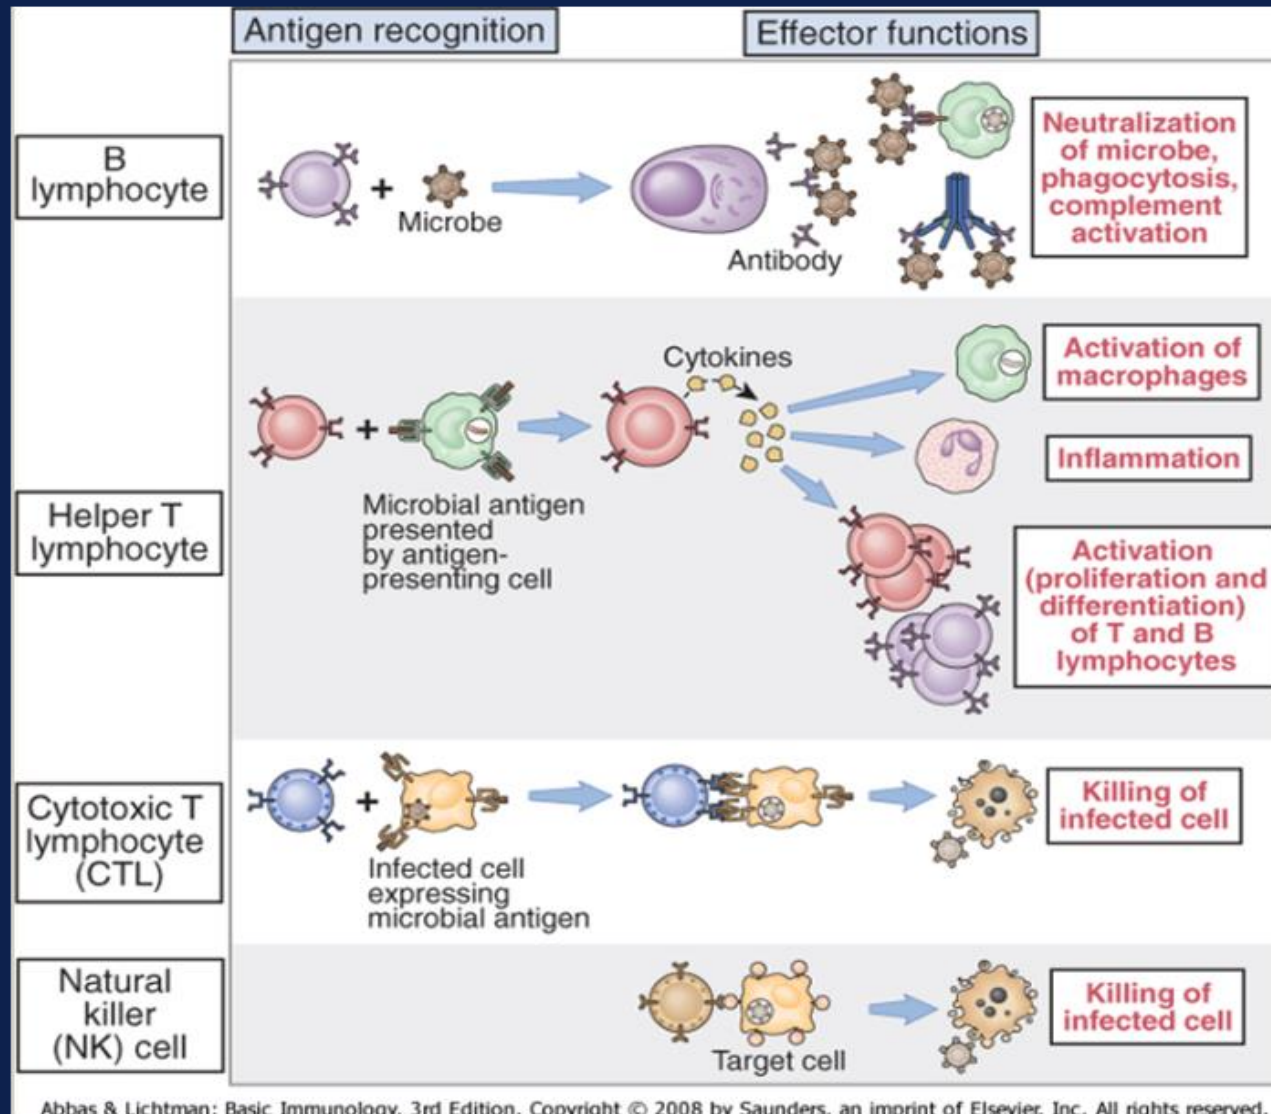 Antigen recognition
Effector functions
B
lymphocyte
+
Microbe
Antibody
Neutralization
of microbe,
phagocytosis,
complement
activation
Helper T
lymphocyte
+
Microbial antigen
presented
by antigen-
presenting cell
Cytokines
Activation of
macrophages
Inflammation
Activation
(proliferation and
differentiation)
of T and B
lymphocytes
Cytotoxic T
lymphocyte
(CTL)
+
Infected cell
expressing
microbial antigen
Killing of
infected cell
Natural
killer
(NK) cell
Target cell
Killing of
infected cell
Abbas & Lichtman: Basic Immunology, 3rd Edition. Copyright © 2008 by Saunders, an imprint of Elsevier, Inc. All rights reserved.